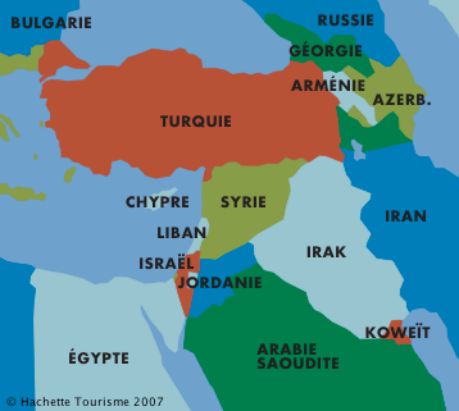 BULGARIE
RUSSIE
GÉORGIE
ARMÉNIE
AZERB.
TURQUIE
CHYPRE
SYRIE
IRAN
LIBAN
IRAK
ISRAËL
JORDANIE
KOWEÏT
ÉGYPTE
ARABIE
SAOUDITE
© Hachette Tourisme 2007